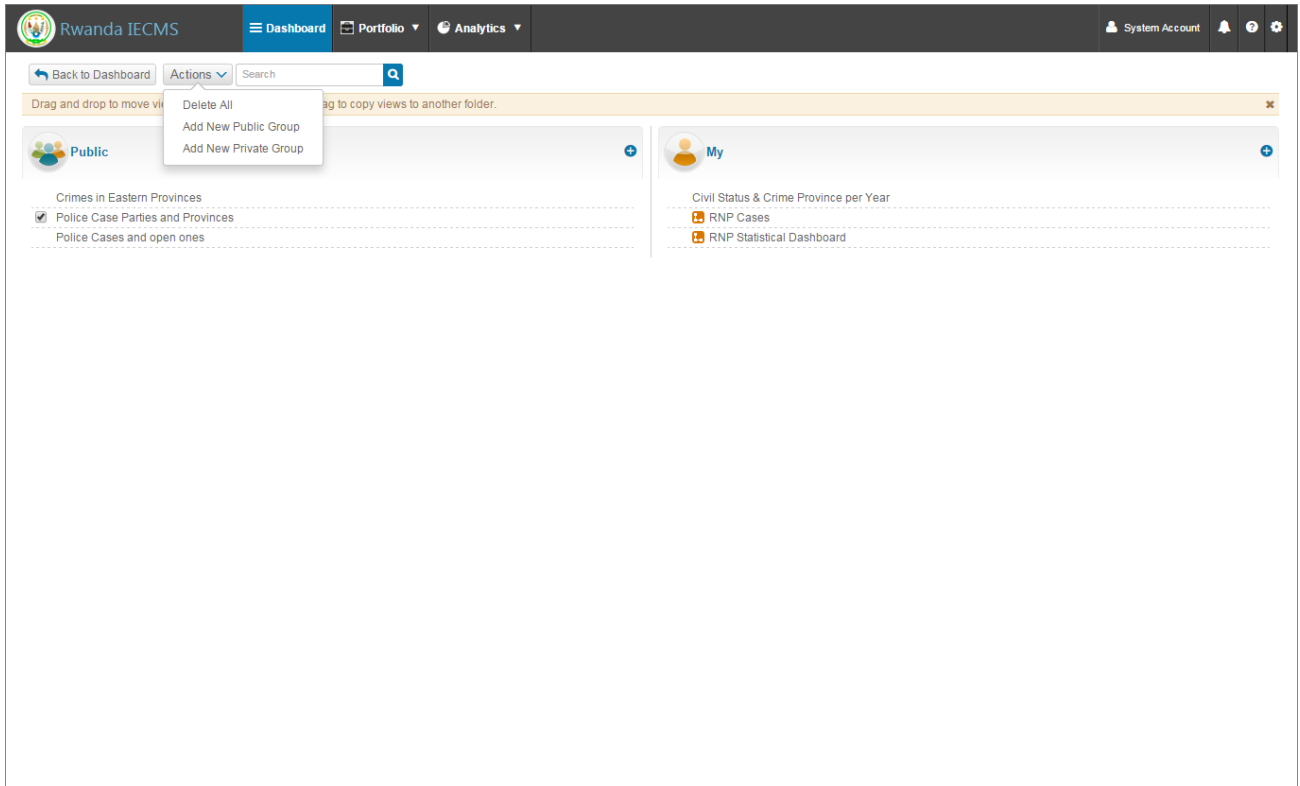 Rwanda IECMS Dashboard Portfolio Analytics System Account
Back to Dashboard Actions Search
Drag and drop to move vie ag to copy views to another folder.
Delete All
Add New Public Group
Add New Private Group
Public
Crimes in Eastern Provinces
Police Case Parties and Provinces
Police Cases and open ones
My
Civil Status & Crime Province per Year
RNP Cases
RNP Statistical Dashboard